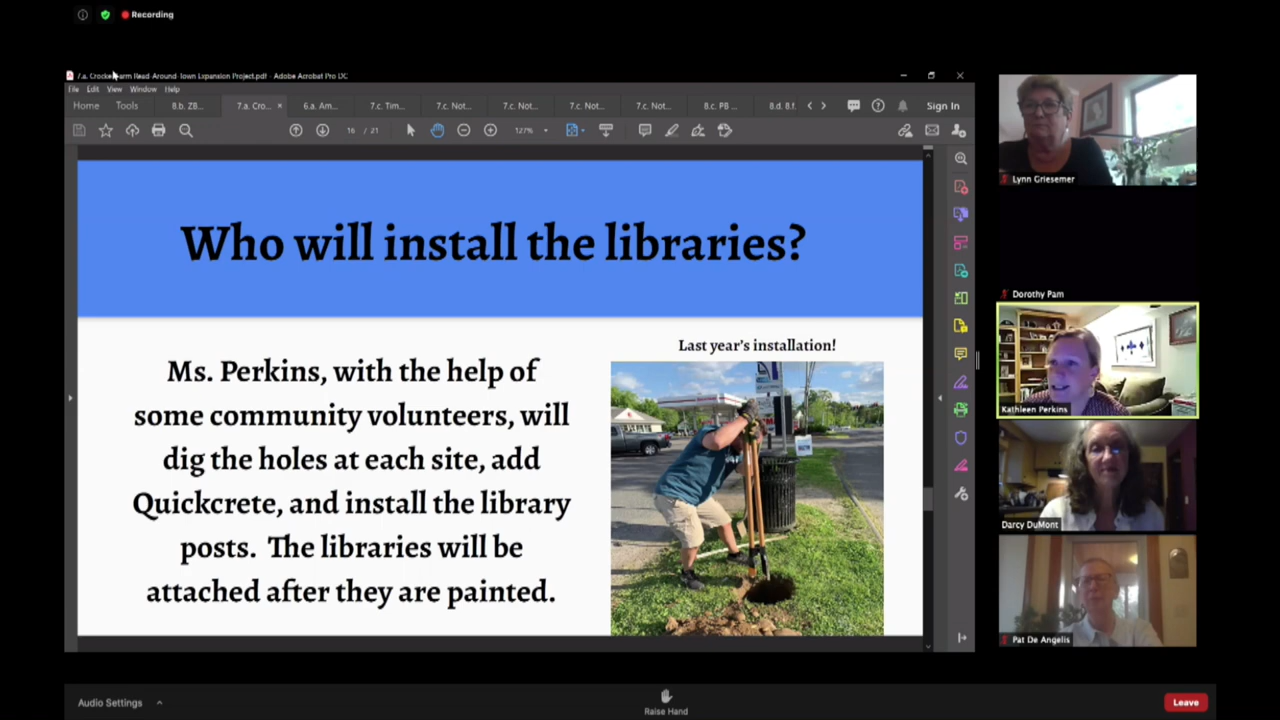 Recording
7.a. Crocker Farm Read-Around-Town Expansion Project.pdf - Adobe Acrobat Pro DC
File Edit View Window Help
Home Tools 8.b. ZB... 7.a. Cro... × 6.a. Am... 7.c. Tim... 7.c. Not... 7.c. Not... 7.c. Not... 7.c. Not... 8.c. PB ... 8.d. 8.f. Sign In
16 / 21 127%
Who will install the libraries?
Last year's installation!
Ms. Perkins, with the help of
some community volunteers, will
dig the holes at each site, add
Quickcrete, and install the library
posts. The libraries will be
attached after they are painted.
Lynn Griesemer
Dorothy Pam
Kathleen Perkins
Darcy DuMont
Pat De Angelis
Audio Settings
Raise Hand
Leave